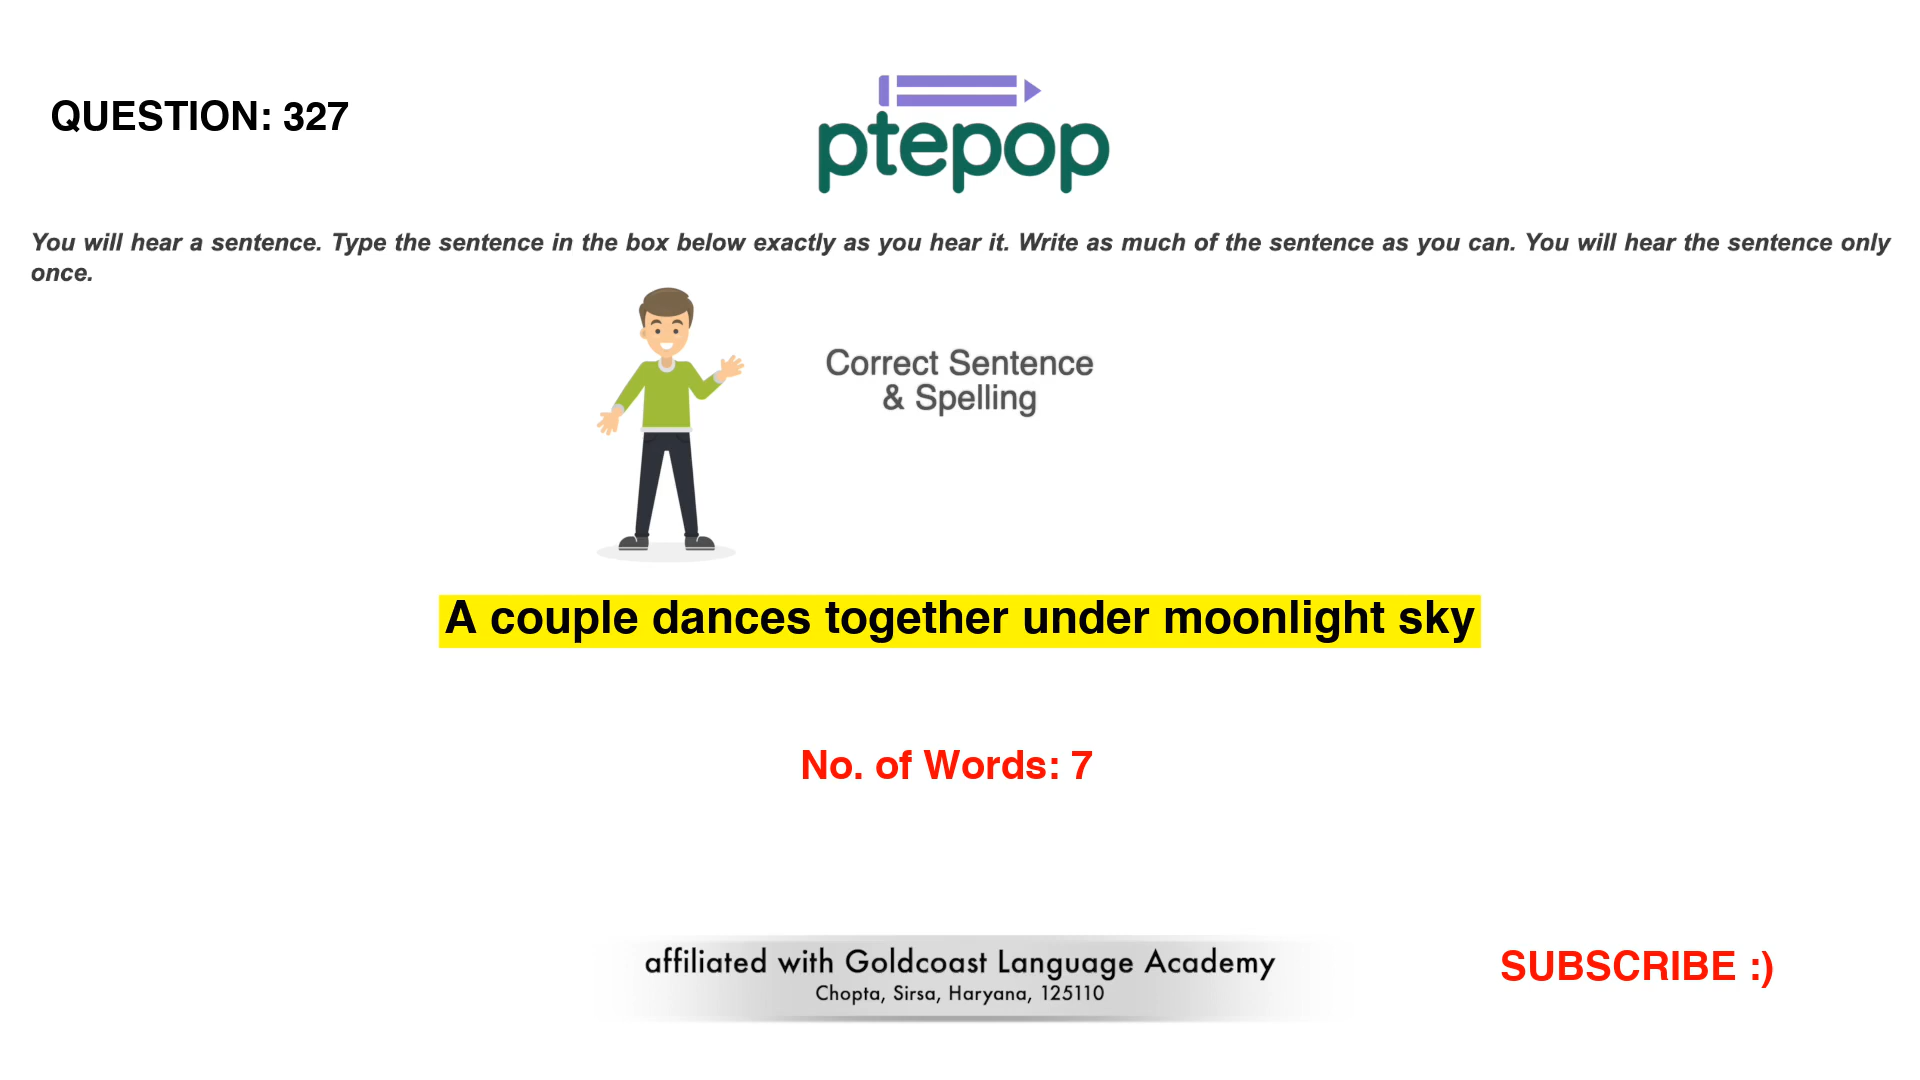 QUESTION: 327
ptepop
You will hear a sentence. Type the sentence in the box below exactly as you hear it. Write as much of the sentence as you can. You will hear the sentence only
once.
Correct Sentence
& Spelling
A couple dances together under moonlight sky
No. of Words: 7
affiliated with Goldcoast Language Academy
Chopta, Sirsa, Haryana, 125110
SUBSCRIBE :)